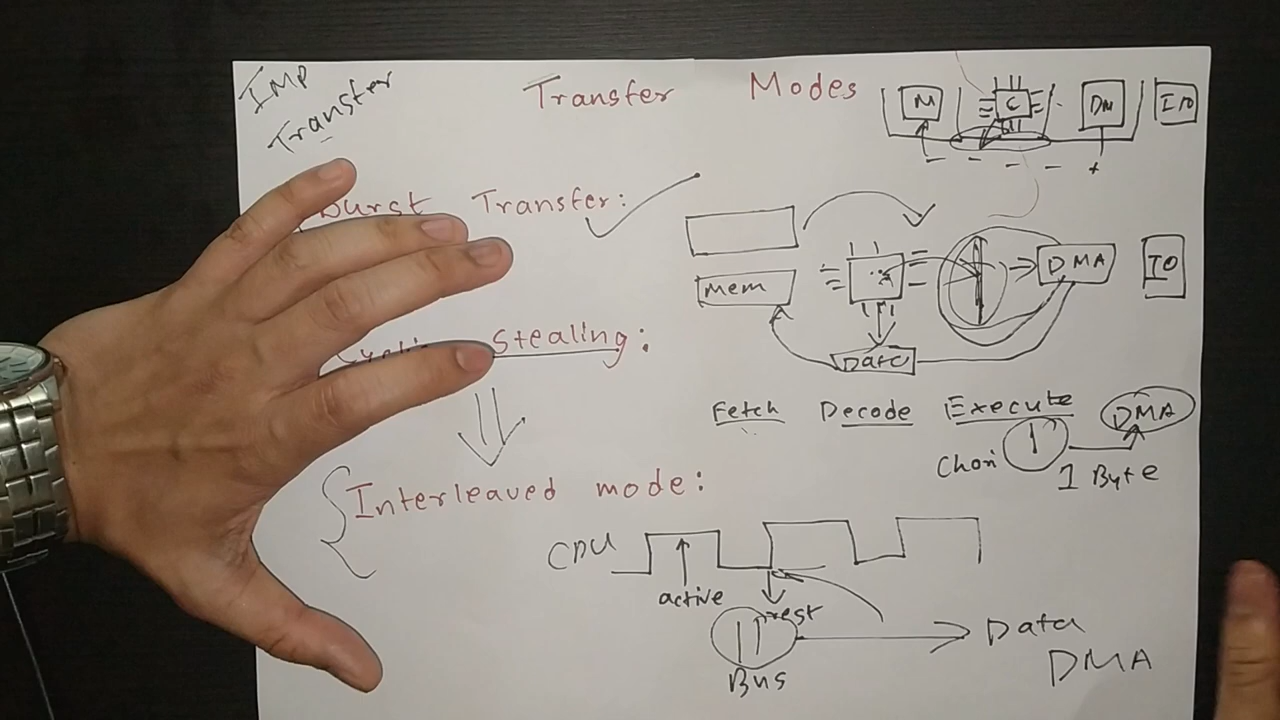 IMP
Transfer
Transfer Modes
M C DM I/O
Burst Transfer:
mem DMA IO
Data
Stealing:
Fetch Decode Execute DMA
Chori 1 Byte
Interleaved mode:
CPU
active
rest
Bus
Data
DMA